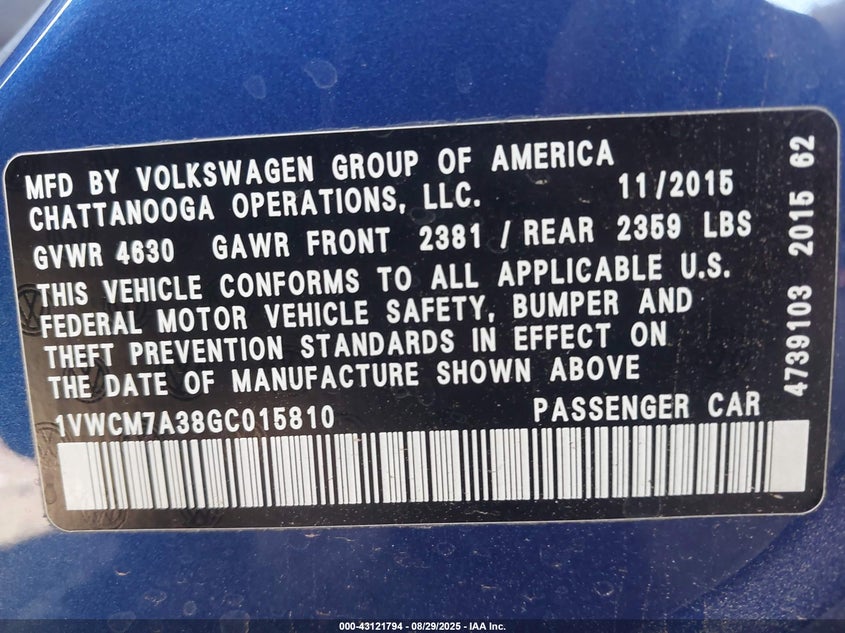 MFD BY VOLKSWAGEN GROUP OF AMERICA
CHATTANOOGA OPERATIONS, LLC. 11/2015
GVWR 4630 GAWR FRONT 2381 / REAR 2359 LBS
THIS VEHICLE CONFORMS TO ALL APPLICABLE U.S.
FEDERAL MOTOR VEHICLE SAFETY, BUMPER AND
THEFT PREVENTION STANDARDS IN EFFECT ON
THE DATE OF MANUFACTURE SHOWN ABOVE
1VWCM7A38GC015810 PASSENGER CAR
4739103 2015 62
000-43121794 - 08/29/2025 - IAA Inc.